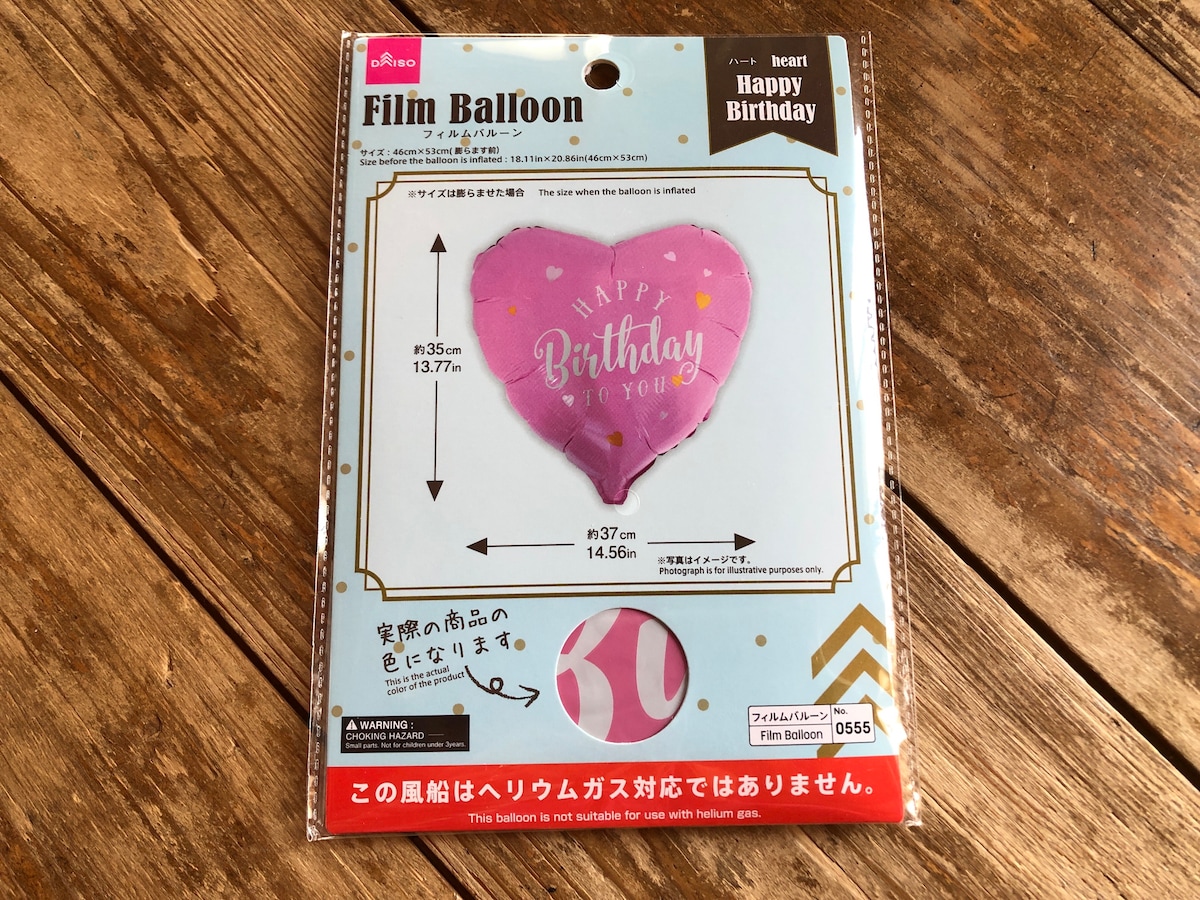 DAISO
Film Balloon
フィルムバルーン
サイズ：46cm×53cm(膨らます前)
Size before the balloon is inflated : 18.11in×20.86in(46cm×53cm)
ハート heart
Happy
Birthday
※サイズは膨らませた場合 The size when the balloon is inflated
HAPPY
Birthday
TO YOU
約35cm
13.77in
約37cm
14.56in
※写真はイメージです。
Photograph is for illustrative purposes only.
実際の商品の
色になります
This is the actual
color of the product
WARNING :
CHOKING HAZARD
Small parts. Not for children under 3years.
フィルムバルーン
Film Balloon
No.
0555
この風船はヘリウムガス対応ではありません。
This balloon is not suitable for use with helium gas.